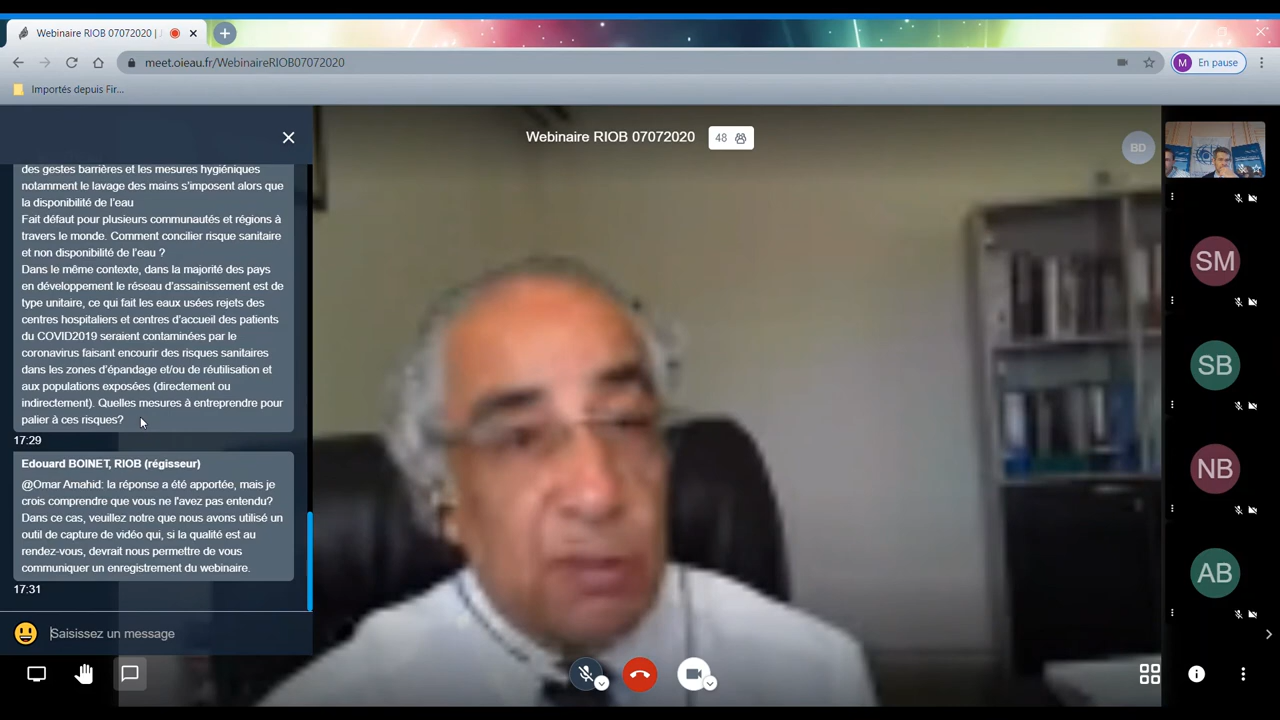 Webinaire RIOB 07072020 |
meet.oieau.fr/WebinaireRIOB07072020
M
En pause
Importés depuis Fir...
Webinaire RIOB 07072020
48
BD
des gestes barrières et les mesures hygiéniques
notamment le lavage des mains s'imposent alors que
la disponibilité de l'eau
Fait défaut pour plusieurs communautés et régions à
travers le monde. Comment concilier risque sanitaire
et non disponibilité de l'eau ?
Dans le même contexte, dans la majorité des pays
en développement le réseau d'assainissement est de
type unitaire, ce qui fait les eaux usées rejets des
centres hospitaliers et centres d'accueil des patients
du COVID2019 seraient contaminées par le
coronavirus faisant encourir des risques sanitaires
dans les zones d'épandage et/ou de réutilisation et
aux populations exposées (directement ou
indirectement). Quelles mesures à entreprendre pour
palier à ces risques?
17:29
Edouard BOINET, RIOB (régisseur)
@Omar Amahid: la réponse a été apportée, mais je
crois comprendre que vous ne l'avez pas entendu?
Dans ce cas, veuillez notre que nous avons utilisé un
outil de capture de vidéo qui, si la qualité est au
rendez-vous, devrait nous permettre de vous
communiquer un enregistrement du webinaire.
17:31
Saisissez un message
SM
SB
NB
AB